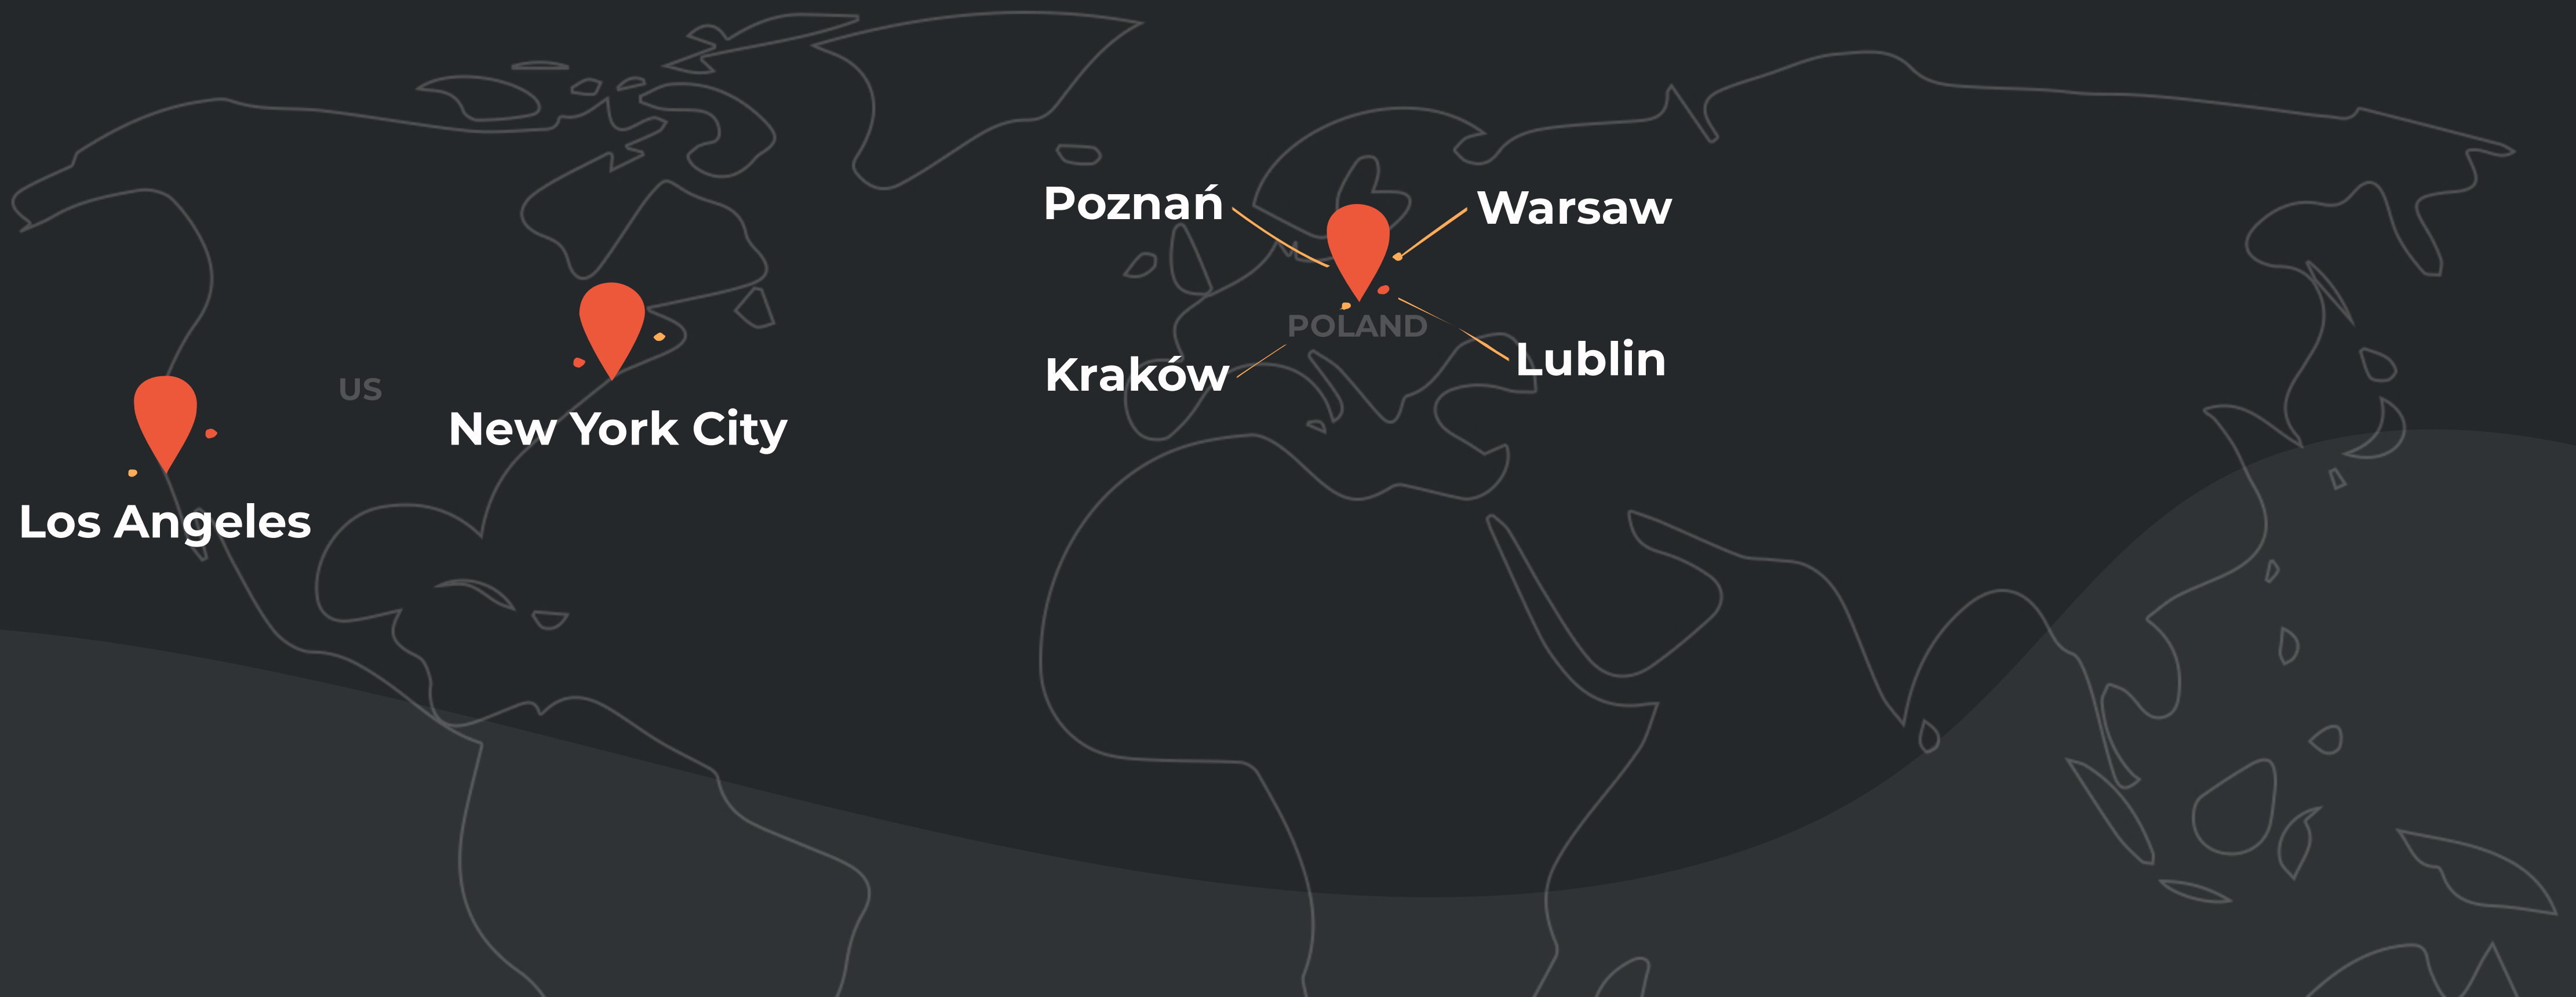 Poznań
Warsaw
POLAND
Kraków
Lublin
US
New York City
Los Angeles